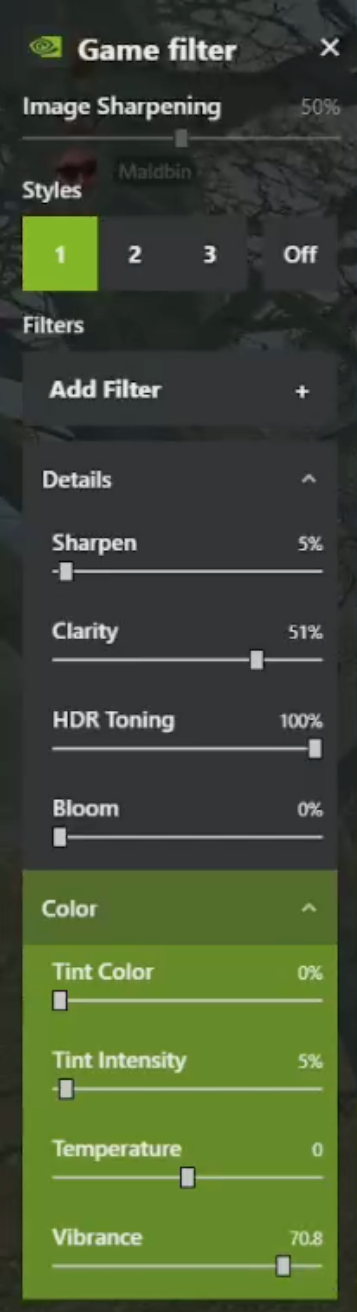 Game filter
Image Sharpening 50%
Maldbin
Styles
1 2 3 Off
Filters
Add Filter +
Details
Sharpen 5%
Clarity 51%
HDR Toning 100%
Bloom 0%
Color
Tint Color 0%
Tint Intensity 5%
Temperature 0
Vibrance 70.8